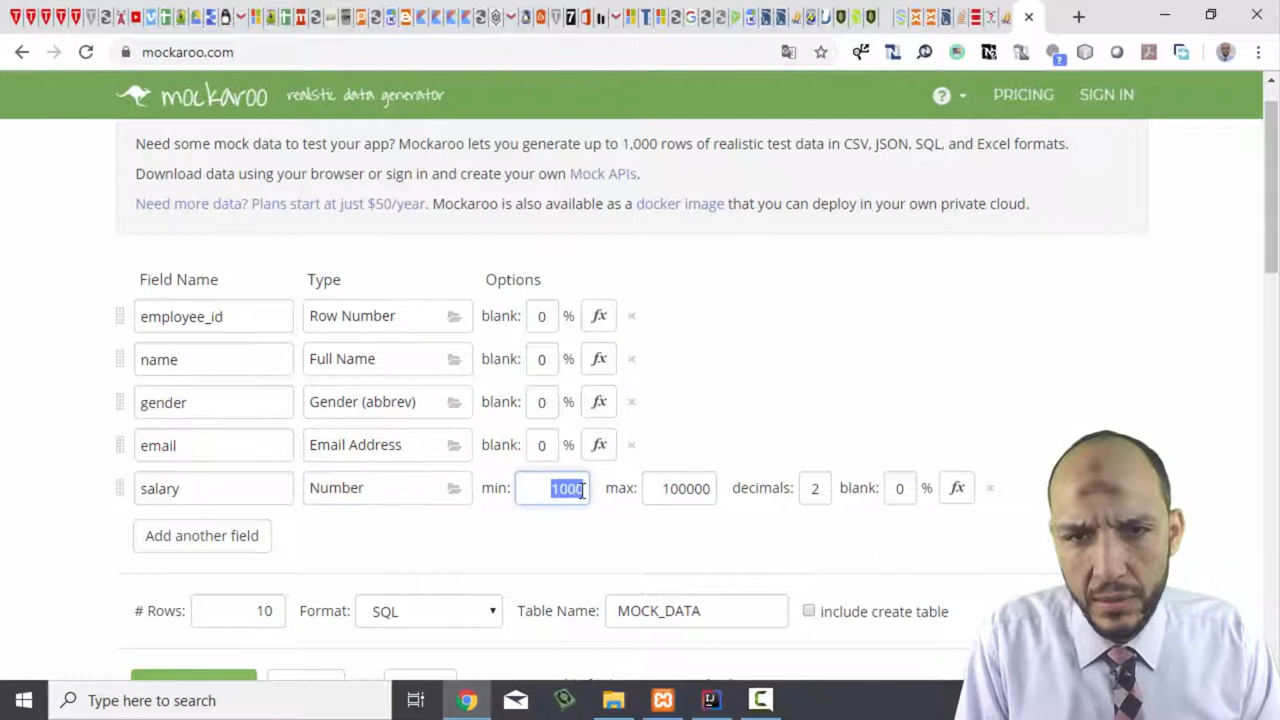 mockaroo.com
mockaroo realistic data generator
? PRICING SIGN IN
Need some mock data to test your app? Mockaroo lets you generate up to 1,000 rows of realistic test data in CSV, JSON, SQL, and Excel formats.
Download data using your browser or sign in and create your own Mock APIs.
Need more data? Plans start at just $50/year. Mockaroo is also available as a docker image that you can deploy in your own private cloud.
Field Name Type Options
employee_id Row Number blank: 0 % fx ×
name Full Name blank: 0 % fx ×
gender Gender (abbrev) blank: 0 % fx ×
email Email Address blank: 0 % fx ×
salary Number min: 1000 max: 100000 decimals: 2 blank: 0 % fx ×
Add another field
# Rows: 10 Format: SQL Table Name: MOCK_DATA include create table
Type here to search